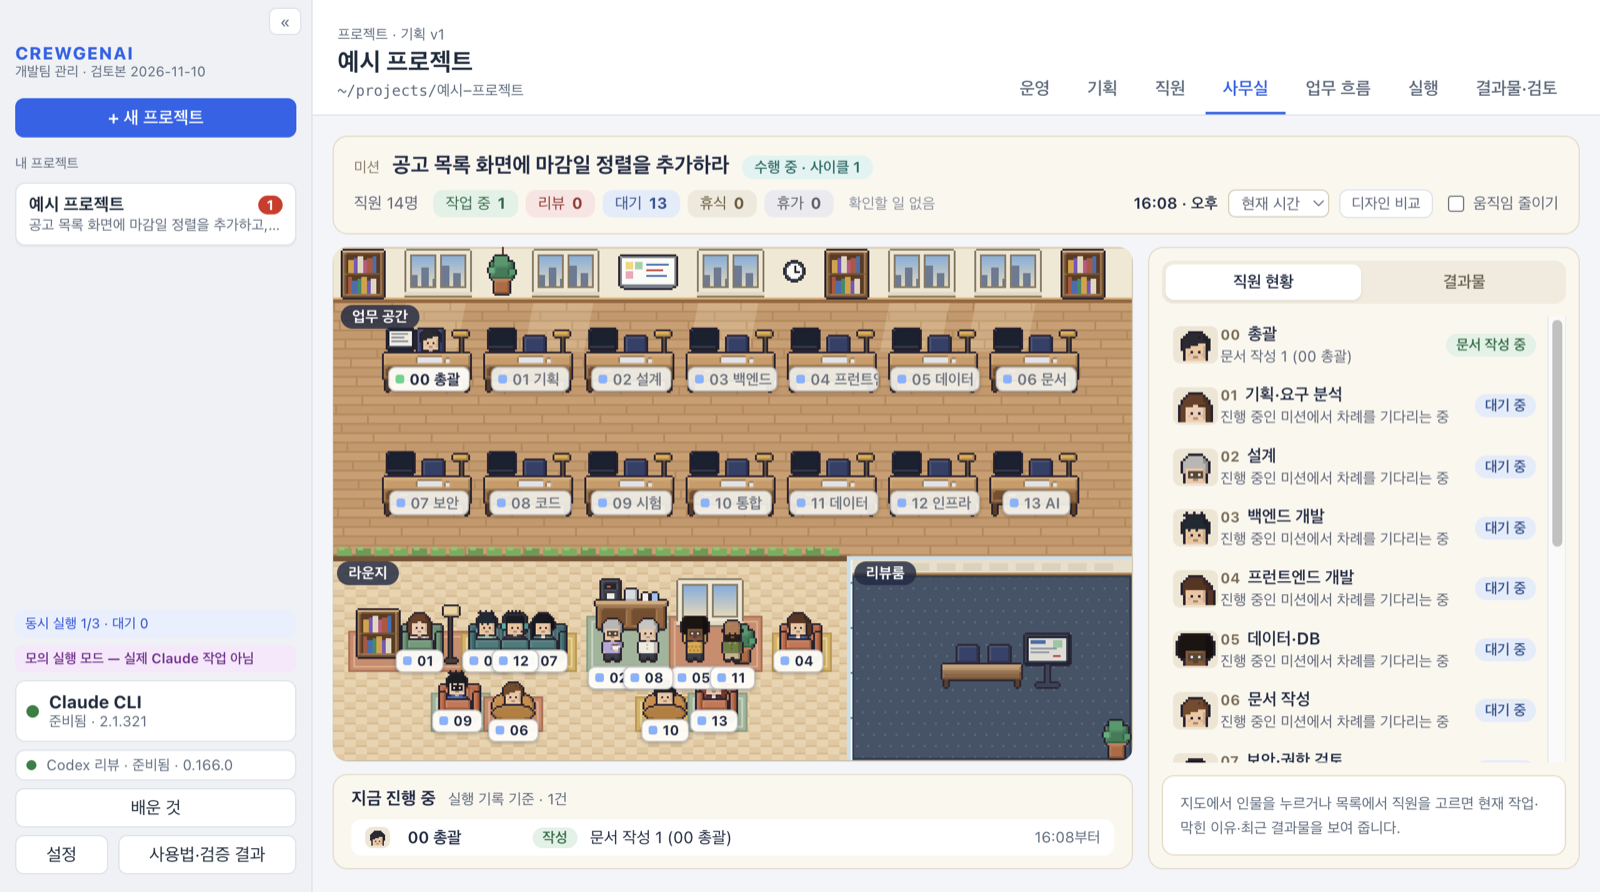 «
CREWGENAI
개발팀 관리 · 검토본 2026-11-10
+ 새 프로젝트
내 프로젝트
예시 프로젝트 1
공고 목록 화면에 마감일 정렬을 추가하고,...
동시 실행 1/3 · 대기 0
모의 실행 모드 — 실제 Claude 작업 아님
Claude CLI
준비됨 · 2.1.321
Codex 리뷰 · 준비됨 · 0.166.0
배운 것
설정 사용법·검증 결과
프로젝트 · 기획 v1
예시 프로젝트
~/projects/예시-프로젝트
운영 기획 직원 사무실 업무 흐름 실행 결과물·검토
미션 공고 목록 화면에 마감일 정렬을 추가하라 수행 중 · 사이클 1
직원 14명 작업 중 1 리뷰 0 대기 13 휴식 0 휴가 0 확인할 일 없음
16:08 · 오후 현재 시간 디자인 비교 움직임 줄이기
업무 공간
00 총괄 01 기획 02 설계 03 백엔드 04 프런트 05 데이터 06 문서
07 보안 08 코드 09 시험 10 통합 11 데이터 12 인프라 13 AI
라운지
리뷰룸
01 0 12 07 04
02 08 05 11
09 06 10 13
지금 진행 중 실행 기록 기준 · 1건
00 총괄 작성 문서 작성 1 (00 총괄) 16:08부터
직원 현황 결과물
00 총괄
문서 작성 1 (00 총괄)
문서 작성 중
01 기획·요구 분석
진행 중인 미션에서 차례를 기다리는 중
대기 중
02 설계
진행 중인 미션에서 차례를 기다리는 중
대기 중
03 백엔드 개발
진행 중인 미션에서 차례를 기다리는 중
대기 중
04 프런트엔드 개발
진행 중인 미션에서 차례를 기다리는 중
대기 중
05 데이터·DB
진행 중인 미션에서 차례를 기다리는 중
대기 중
06 문서 작성
진행 중인 미션에서 차례를 기다리는 중
대기 중
07 보안·권한 검토
지도에서 인물을 누르거나 목록에서 직원을 고르면 현재 작업·
막힌 이유·최근 결과물을 보여 줍니다.